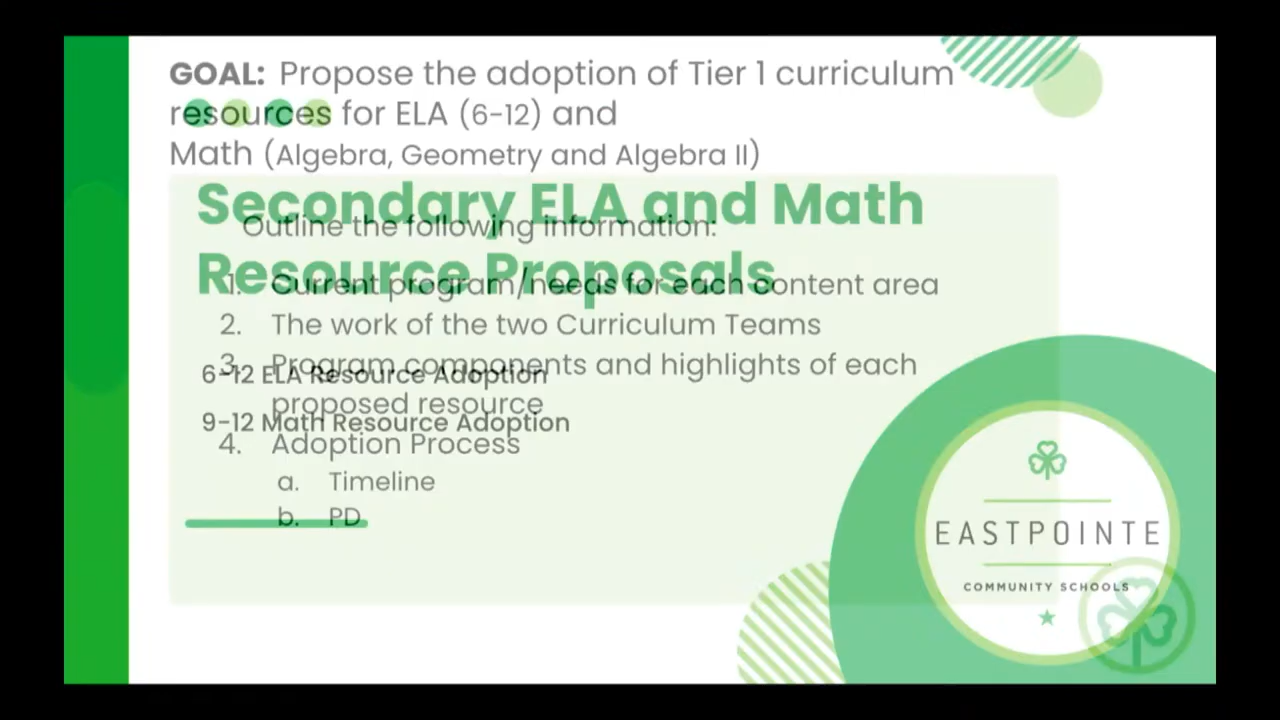 GOAL: Propose the adoption of Tier 1 curriculum
resources for ELA (6-12) and
Math (Algebra, Geometry and Algebra II)
Secondary ELA and Math
Resource Proposals
Outline the following information:
1. Current program/needs for each content area
2. The work of the two Curriculum Teams
3. Program components and highlights of each
proposed resource
4. Adoption Process
a. Timeline
b. PD
6-12 ELA Resource Adoption
9-12 Math Resource Adoption
EASTPOINTE
COMMUNITY SCHOOLS